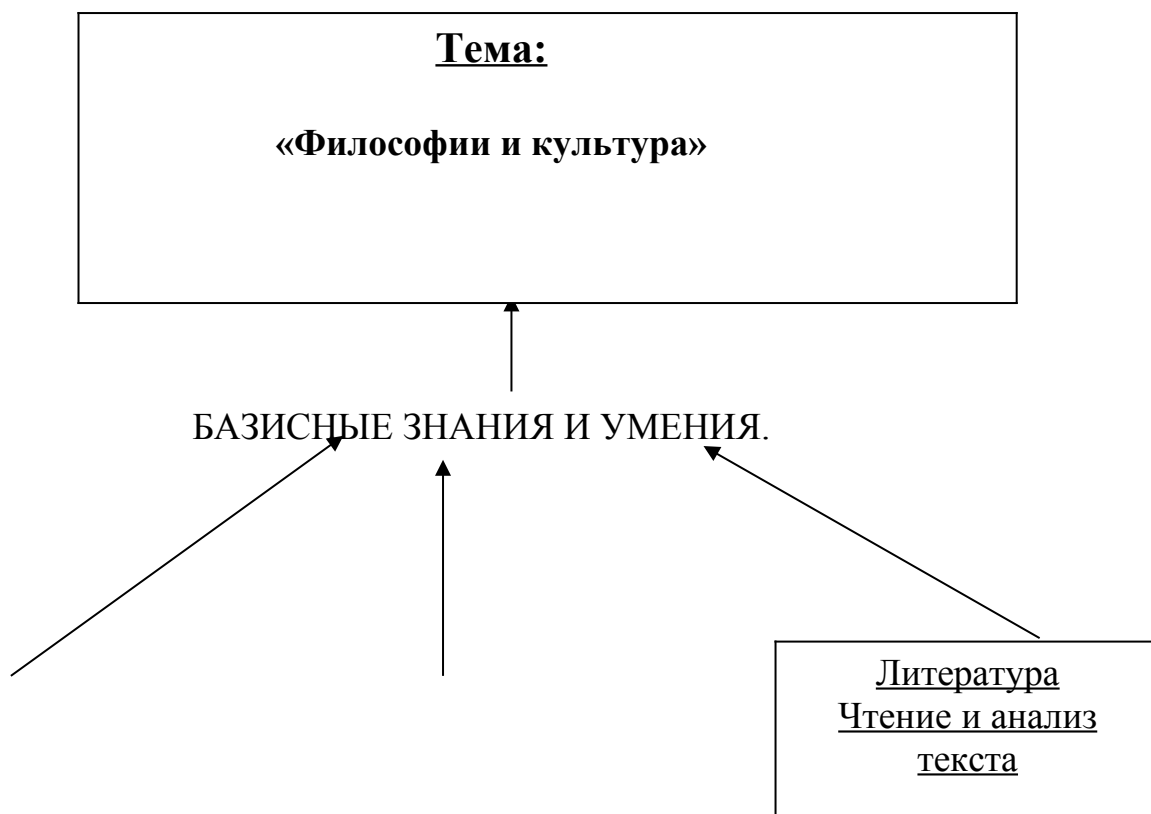 Тема:
«Философии и культура»
БАЗИСНЫЕ ЗНАНИЯ И УМЕНИЯ.
Литература
Чтение и анализ
текста